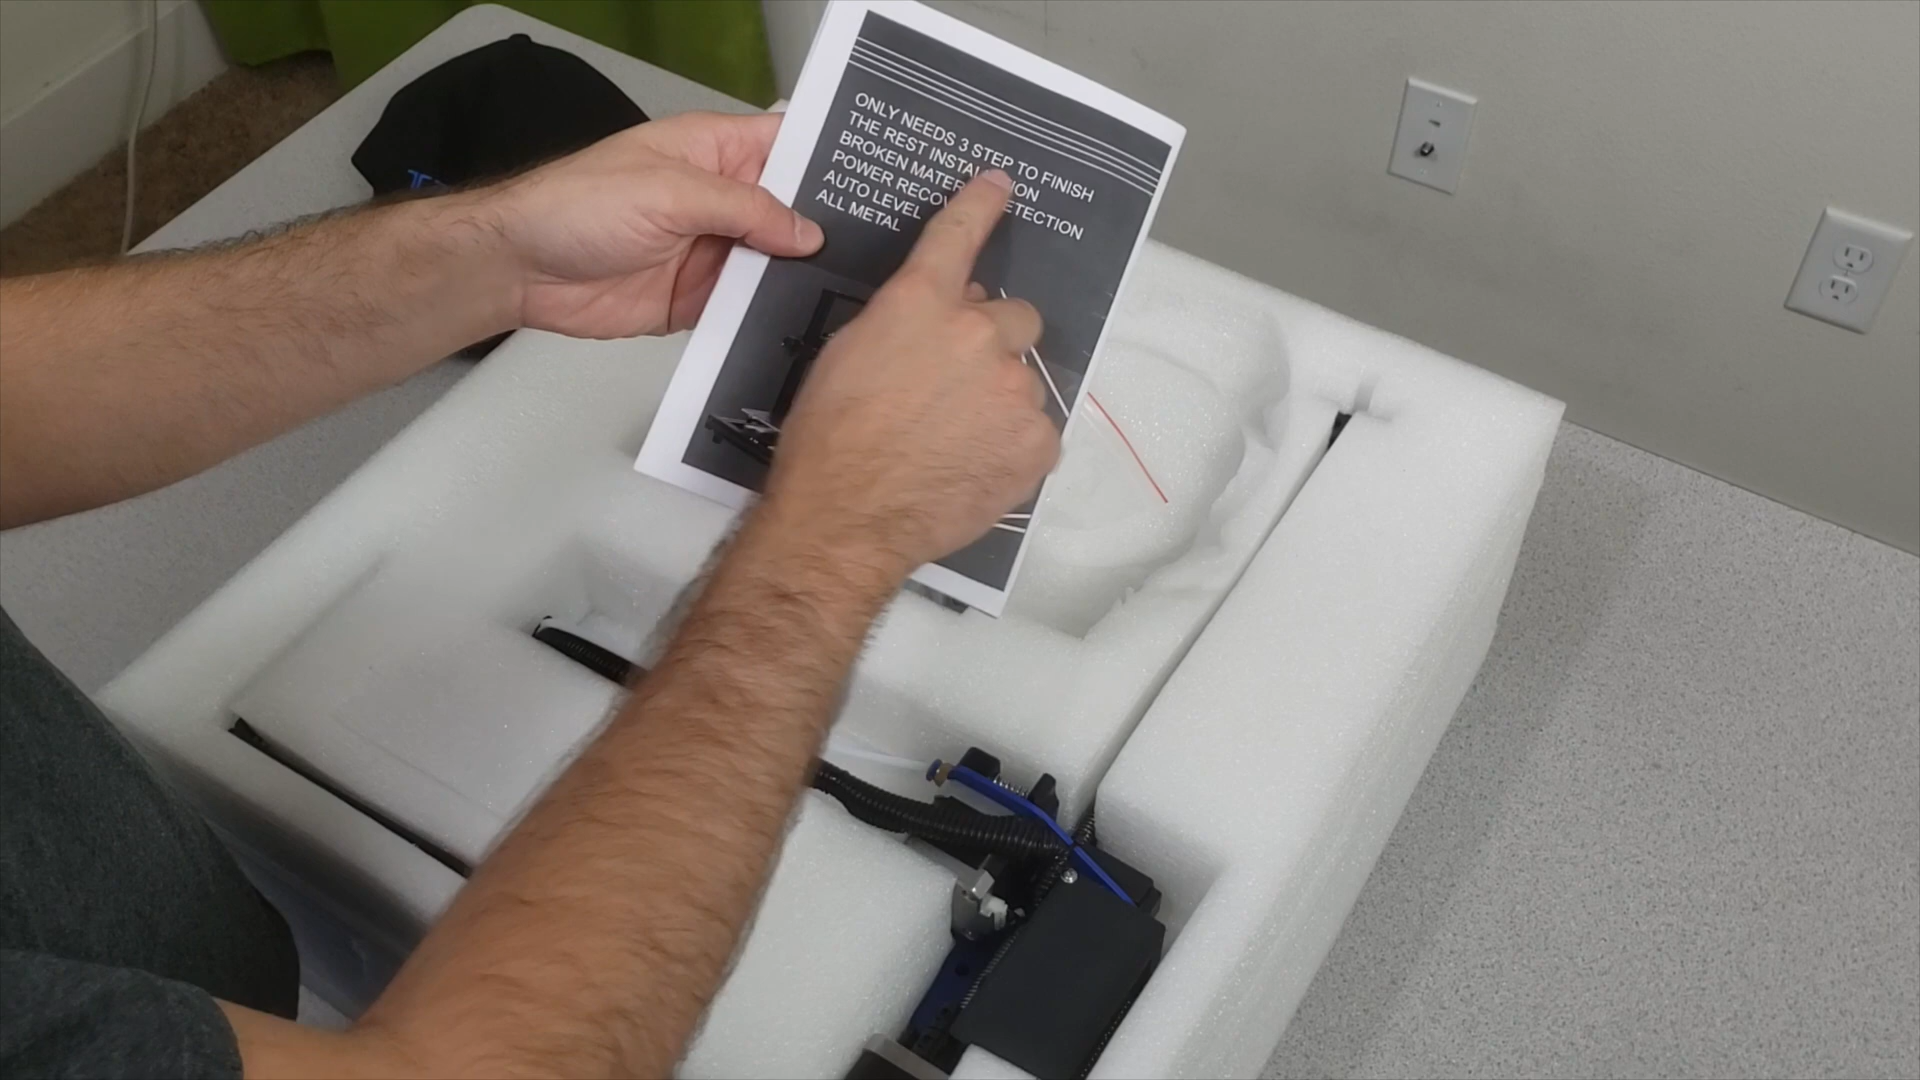 ONLY NEEDS 3 STEP TO FINISH
THE REST
BROKEN
POWER
AUTO LEVEL
ALL METAL